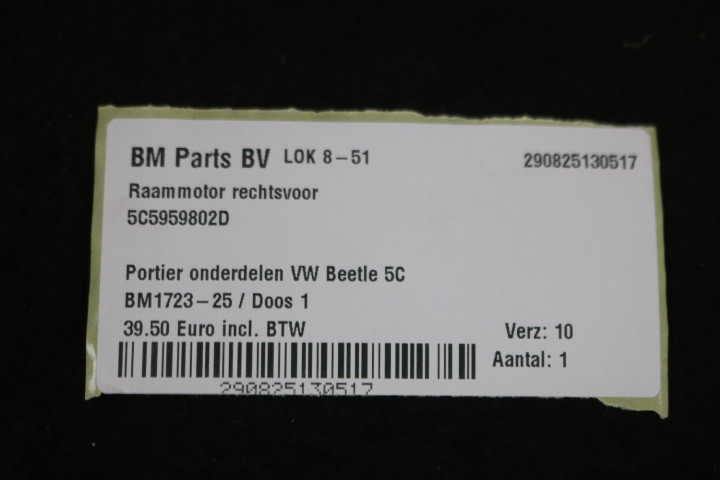 BM Parts BV LOK 8-51 290825130517
Raammotor rechtsvoor
5C5959802D
Portier onderdelen VW Beetle 5C
BM1723-25 / Doos 1
39.50 Euro incl. BTW Verz: 10
Aantal: 1
290825130517